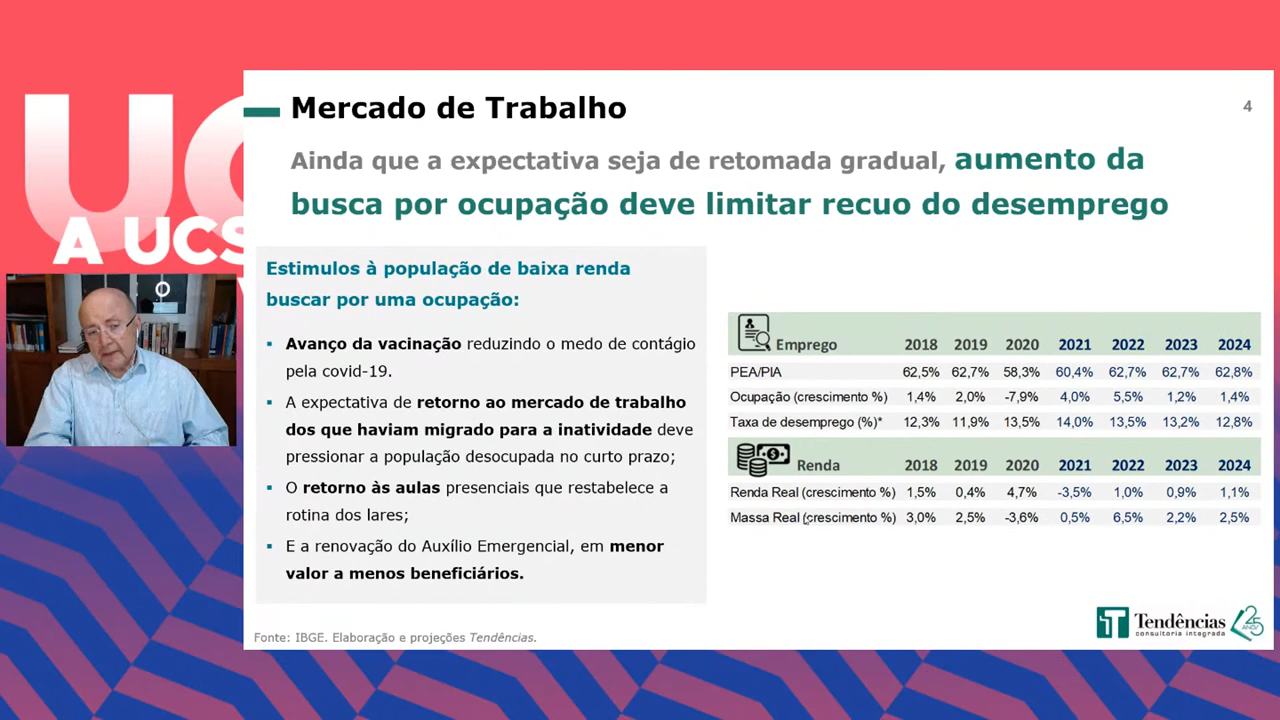 UC
A UCS
Mercado de Trabalho
4
Ainda que a expectativa seja de retomada gradual, aumento da
busca por ocupação deve limitar recuo do desemprego
Estimulos à população de baixa renda
buscar por uma ocupação:
▪ Avanço da vacinação reduzindo o medo de contágio
pela covid-19.
▪ A expectativa de retorno ao mercado de trabalho
dos que haviam migrado para a inatividade deve
pressionar a população desocupada no curto prazo;
▪ O retorno às aulas presenciais que restabelece a
rotina dos lares;
▪ E a renovação do Auxílio Emergencial, em menor
valor a menos beneficiários.
Emprego 2018 2019 2020 2021 2022 2023 2024
PEA/PIA 62,5% 62,7% 58,3% 60,4% 62,7% 62,7% 62,8%
Ocupação (crescimento %) 1,4% 2,0% -7,9% 4,0% 5,5% 1,2% 1,4%
Taxa de desemprego (%)* 12,3% 11,9% 13,5% 14,0% 13,5% 13,2% 12,8%
Renda 2018 2019 2020 2021 2022 2023 2024
Renda Real (crescimento %) 1,5% 0,4% 4,7% -3,5% 1,0% 0,9% 1,1%
Massa Real (crescimento %) 3,0% 2,5% -3,6% 0,5% 6,5% 2,2% 2,5%
Fonte: IBGE. Elaboração e projeções Tendências.
Tendências
consultoria integrada
25